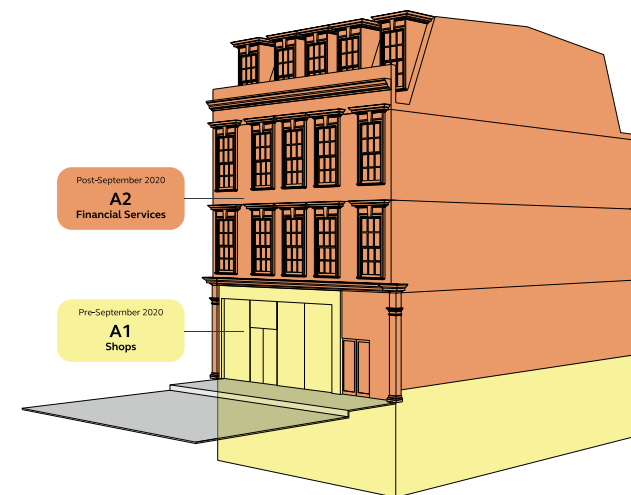 Post-September 2020
A2
Financial Services
Pre-September 2020
A1
Shops